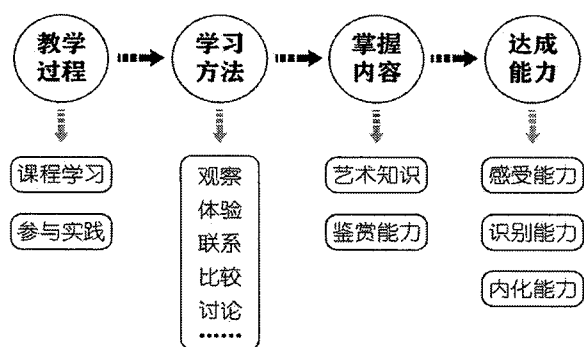 教学
过程
学习
方法
掌握
内容
达成
能力
课程学习
参与实践
观察
体验
联系
比较
讨论
······
艺术知识
鉴赏能力
感受能力
识别能力
内化能力